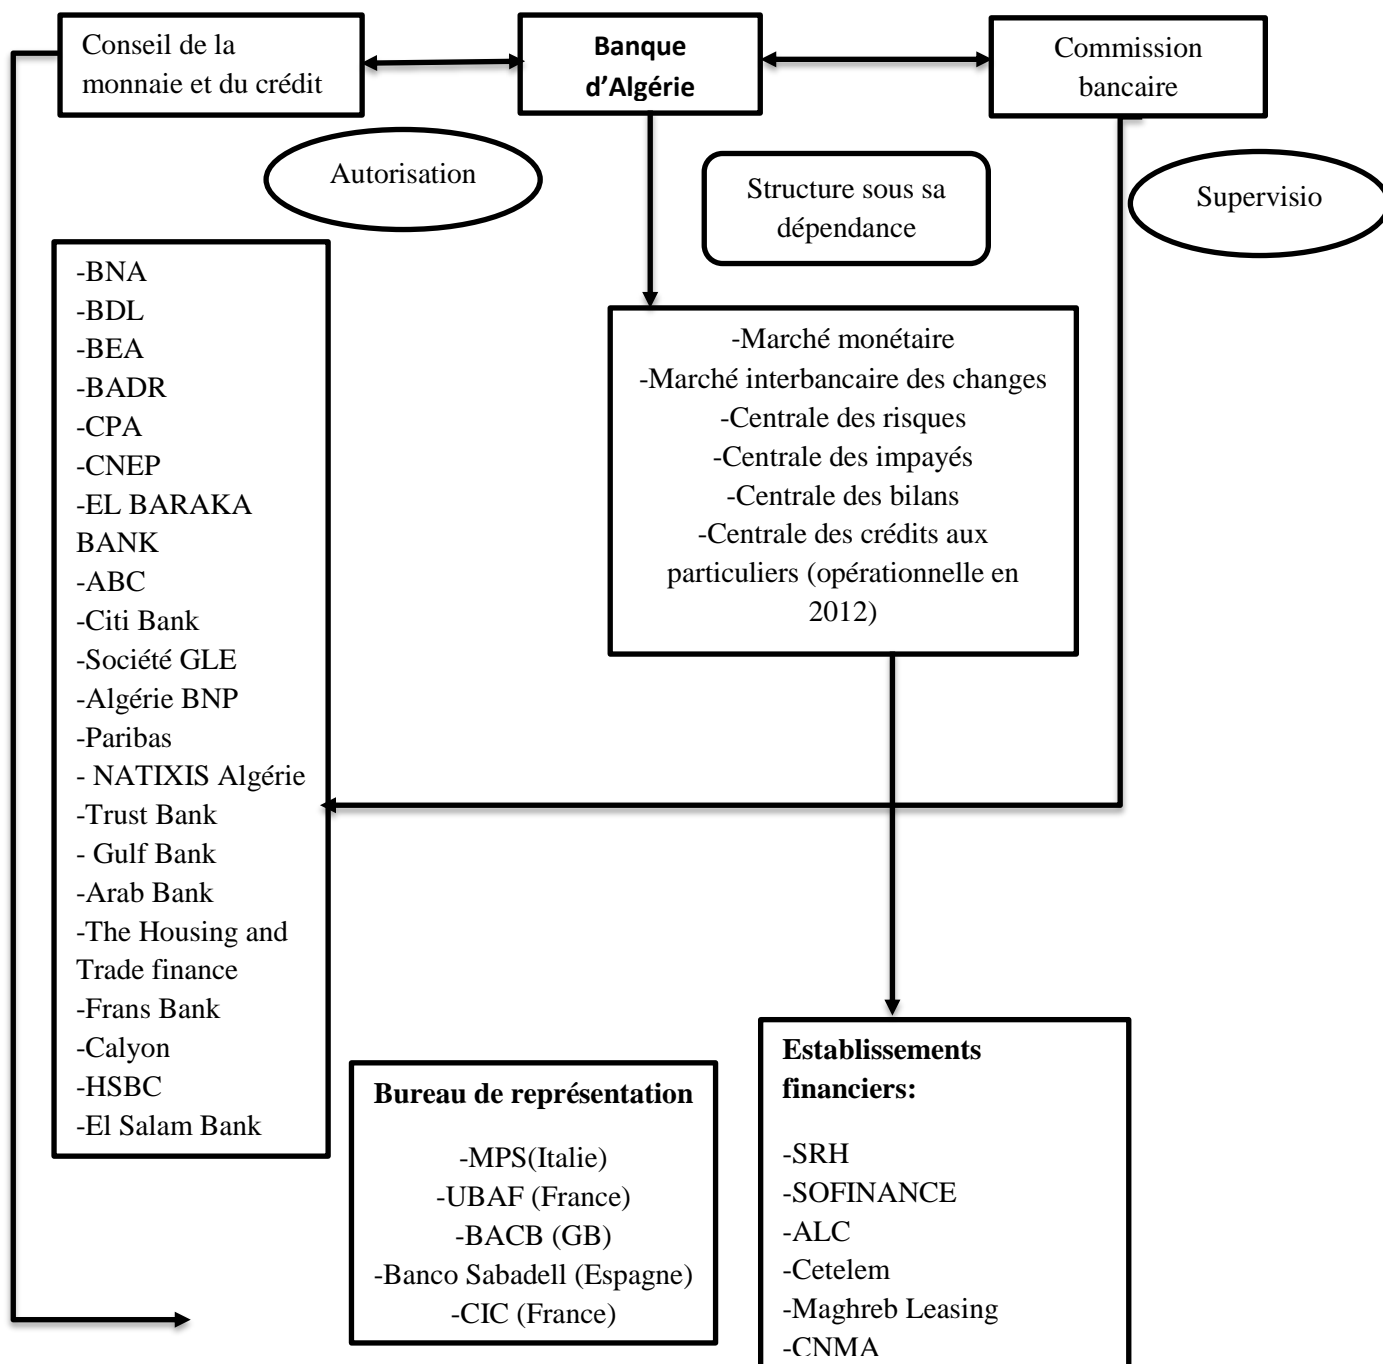 Conseil de la
monnaie et du crédit
Banque
d’Algérie
Commission
bancaire
Autorisation
Structure sous sa
dépendance
Supervisio
-BNA
-BDL
-BEA
-BADR
-CPA
-CNEP
-EL BARAKA
BANK
-ABC
-Citi Bank
-Société GLE
-Algérie BNP
-Paribas
- NATIXIS Algérie
-Trust Bank
- Gulf Bank
-Arab Bank
-The Housing and
Trade finance
-Frans Bank
-Calyon
-HSBC
-El Salam Bank
-Marché monétaire
-Marché interbancaire des changes
-Centrale des risques
-Centrale des impayés
-Centrale des bilans
-Centrale des crédits aux
particuliers (opérationnelle en
2012)
Bureau de représentation
-MPS(Italie)
-UBAF (France)
-BACB (GB)
-Banco Sabadell (Espagne)
-CIC (France)
Establissements
financiers:
-SRH
-SOFINANCE
-ALC
-Cetelem
-Maghreb Leasing
-CNMA